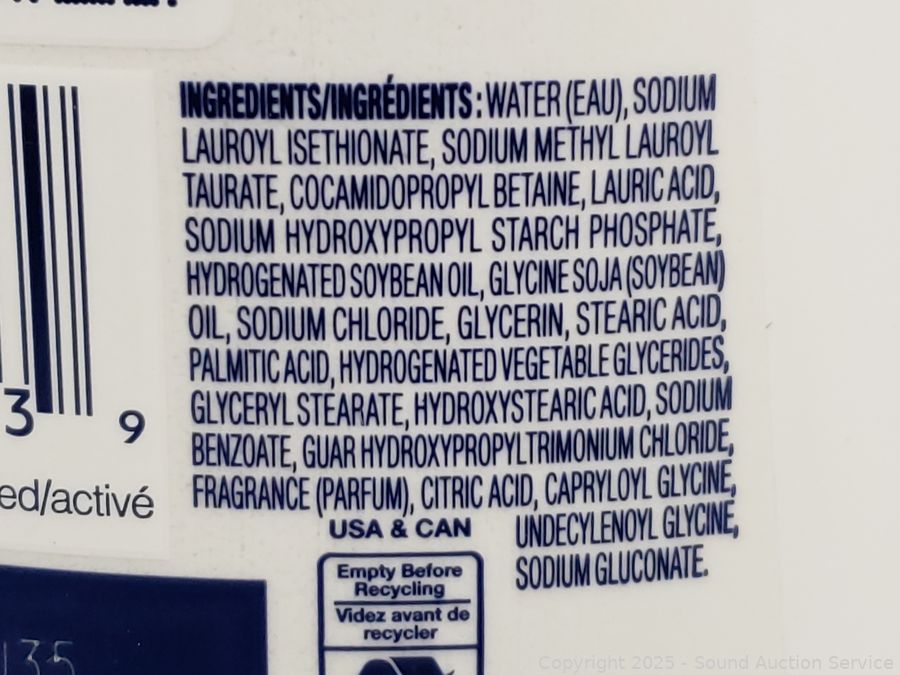 INGREDIENTS/INGRÉDIENTS: WATER (EAU), SODIUM
LAUROYL ISETHIONATE, SODIUM METHYL LAUROYL
TAURATE, COCAMIDOPROPYL BETAINE, LAURIC ACID,
SODIUM HYDROXYPROPYL STARCH PHOSPHATE,
HYDROGENATED SOYBEAN OIL, GLYCINE SOJA (SOYBEAN)
OIL, SODIUM CHLORIDE, GLYCERIN, STEARIC ACID,
PALMITIC ACID, HYDROGENATED VEGETABLE GLYCERIDES,
GLYCERYL STEARATE, HYDROXYSTEARIC ACID, SODIUM
BENZOATE, GUAR HYDROXYPROPYLTRIMONIUM CHLORIDE,
FRAGRANCE (PARFUM), CITRIC ACID, CAPRYLOYL GLYCINE,
UNDECYLENOYL GLYCINE,
SODIUM GLUCONATE.
3 9
ed/activé
USA & CAN
Empty Before
Recycling
Videz avant de
recycler
135
Copyright 2025 - Sound Auction Service